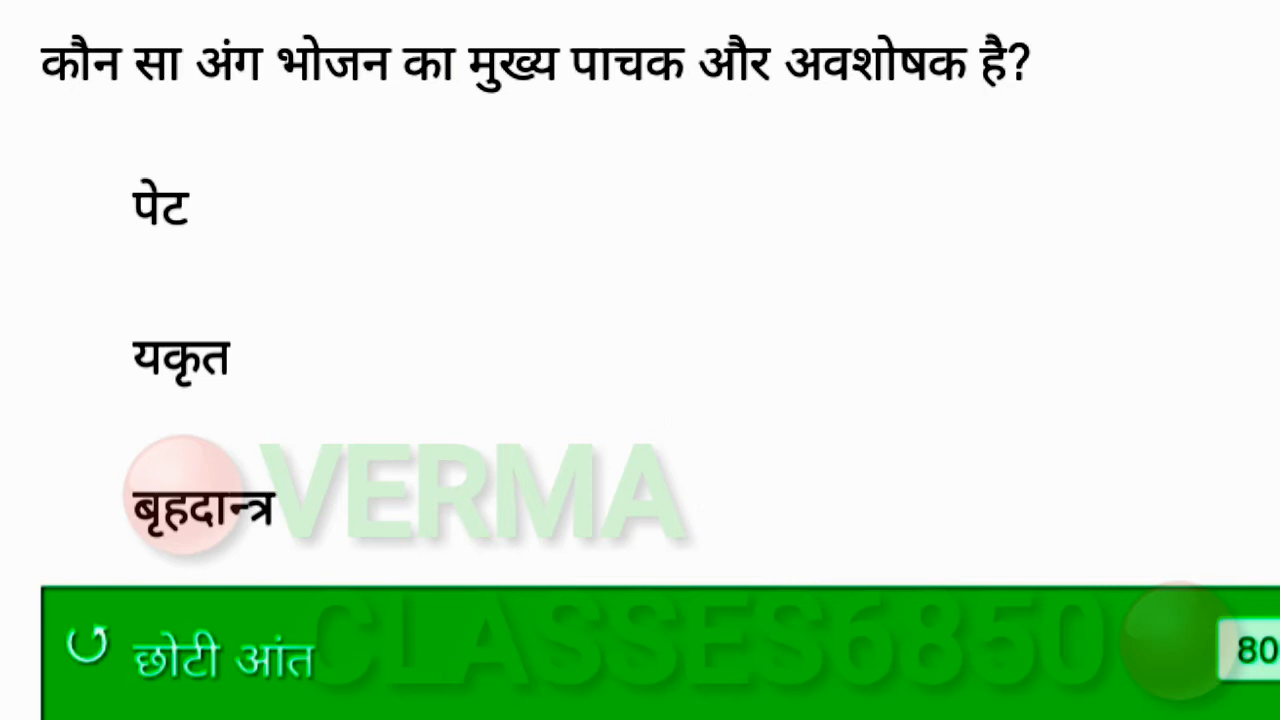 कौन सा अंग भोजन का मुख्य पाचक और अवशोषक है?
पेट
यकृत
बृहदान्त्र
VERMA
CLASSES6850
छोटी आंत
80